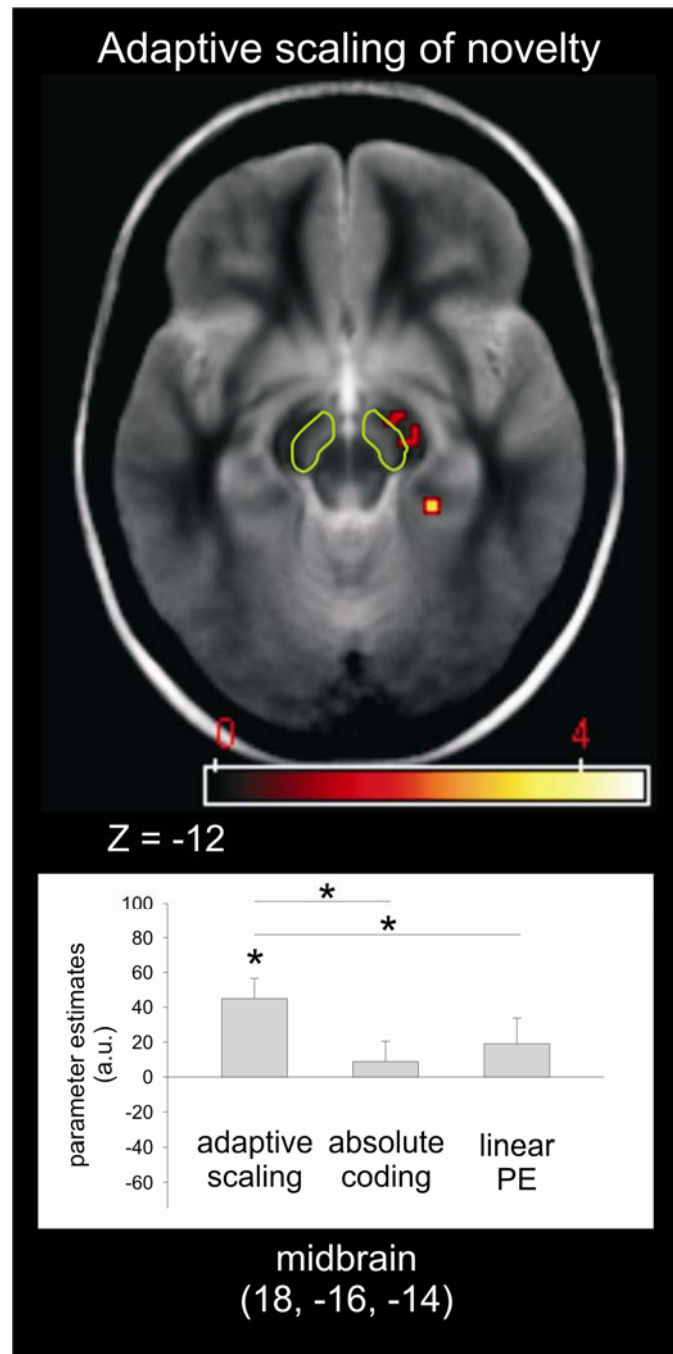 Adaptive scaling of novelty
0 4
Z = -12
100
80
60
40
20
0
-20
-40
-60
parameter estimates
(a.u.)
*
*
*
adaptive
scaling
absolute
coding
linear
PE
midbrain
(18, -16, -14)